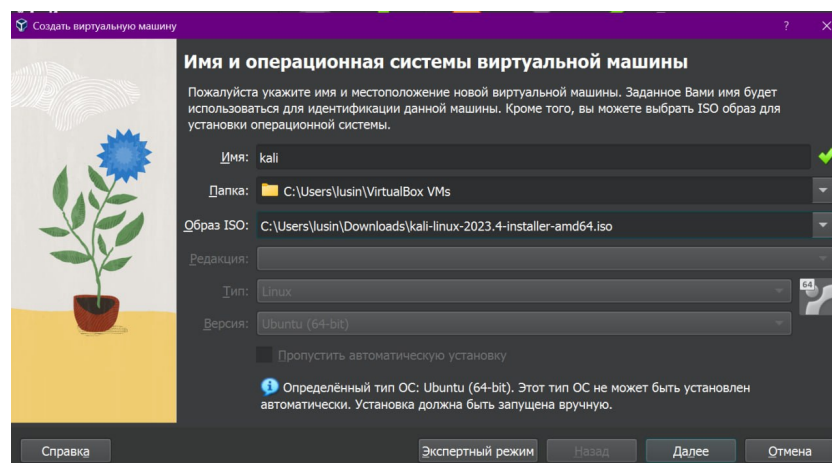 Создать виртуальную машину
Имя и операционная системы виртуальной машины
Пожалуйста укажите имя и местоположение новой виртуальной машины. Заданное Вами имя будет
использоваться для идентификации данной машины. Кроме того, вы можете выбрать ISO образ для
установки операционной системы.
Имя: kali
Папка: C:\Users\lusin\VirtualBox VMs
Образ ISO: C:\Users\lusin\Downloads\kali-linux-2023.4-installer-amd64.iso
Редакция:
Тип: Linux
64
Версия: Ubuntu (64-bit)
Пропустить автоматическую установку
Определённый тип ОС: Ubuntu (64-bit). Этот тип ОС не может быть установлен
автоматически. Установка должна быть запущена вручную.
Справка Экспертный режим Назад Далее Отмена